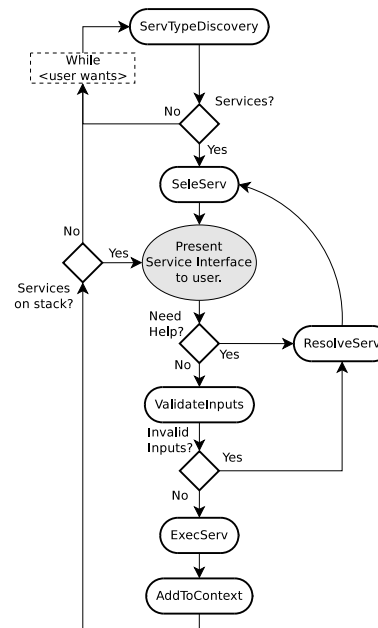 ServTypeDiscovery
While
<user wants>
No
Services?
Yes
SeleServ
No
Yes
Present
Service Interface
to user.
Services
on stack?
Need
Help?
Yes
ResolveServ
No
ValidateInputs
Invalid
Inputs?
Yes
No
ExecServ
AddToContext